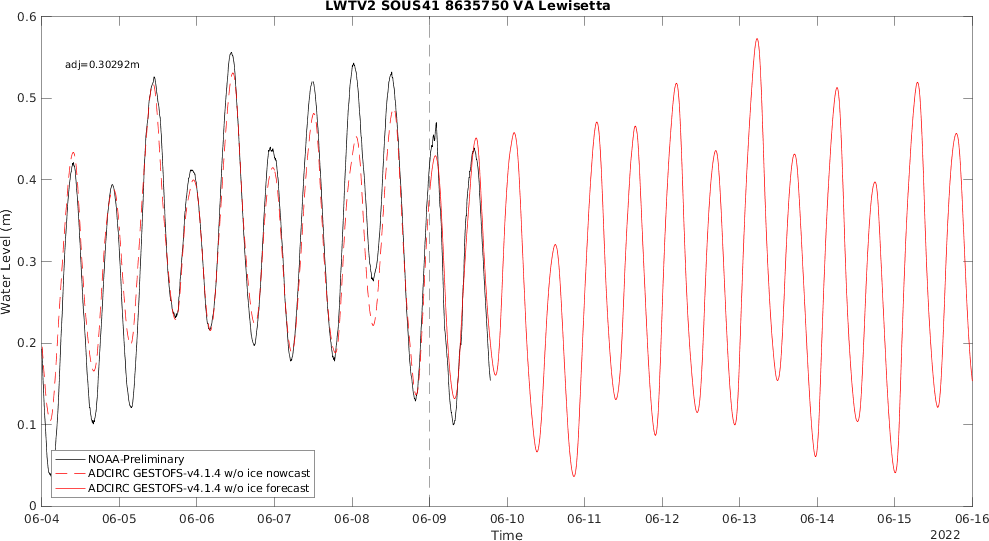 LWTV2 SOUS41 8635750 VA Lewisetta
adj=0.30292m
Water Level (m)
0.6
0.5
0.4
0.3
0.2
0.1
0
NOAA-Preliminary
ADCIRC GESTOFS-v4.1.4 w/o ice nowcast
ADCIRC GESTOFS-v4.1.4 w/o ice forecast
06-04 06-05 06-06 06-07 06-08 06-09 06-10 06-11 06-12 06-13 06-14 06-15 06-16
Time
2022